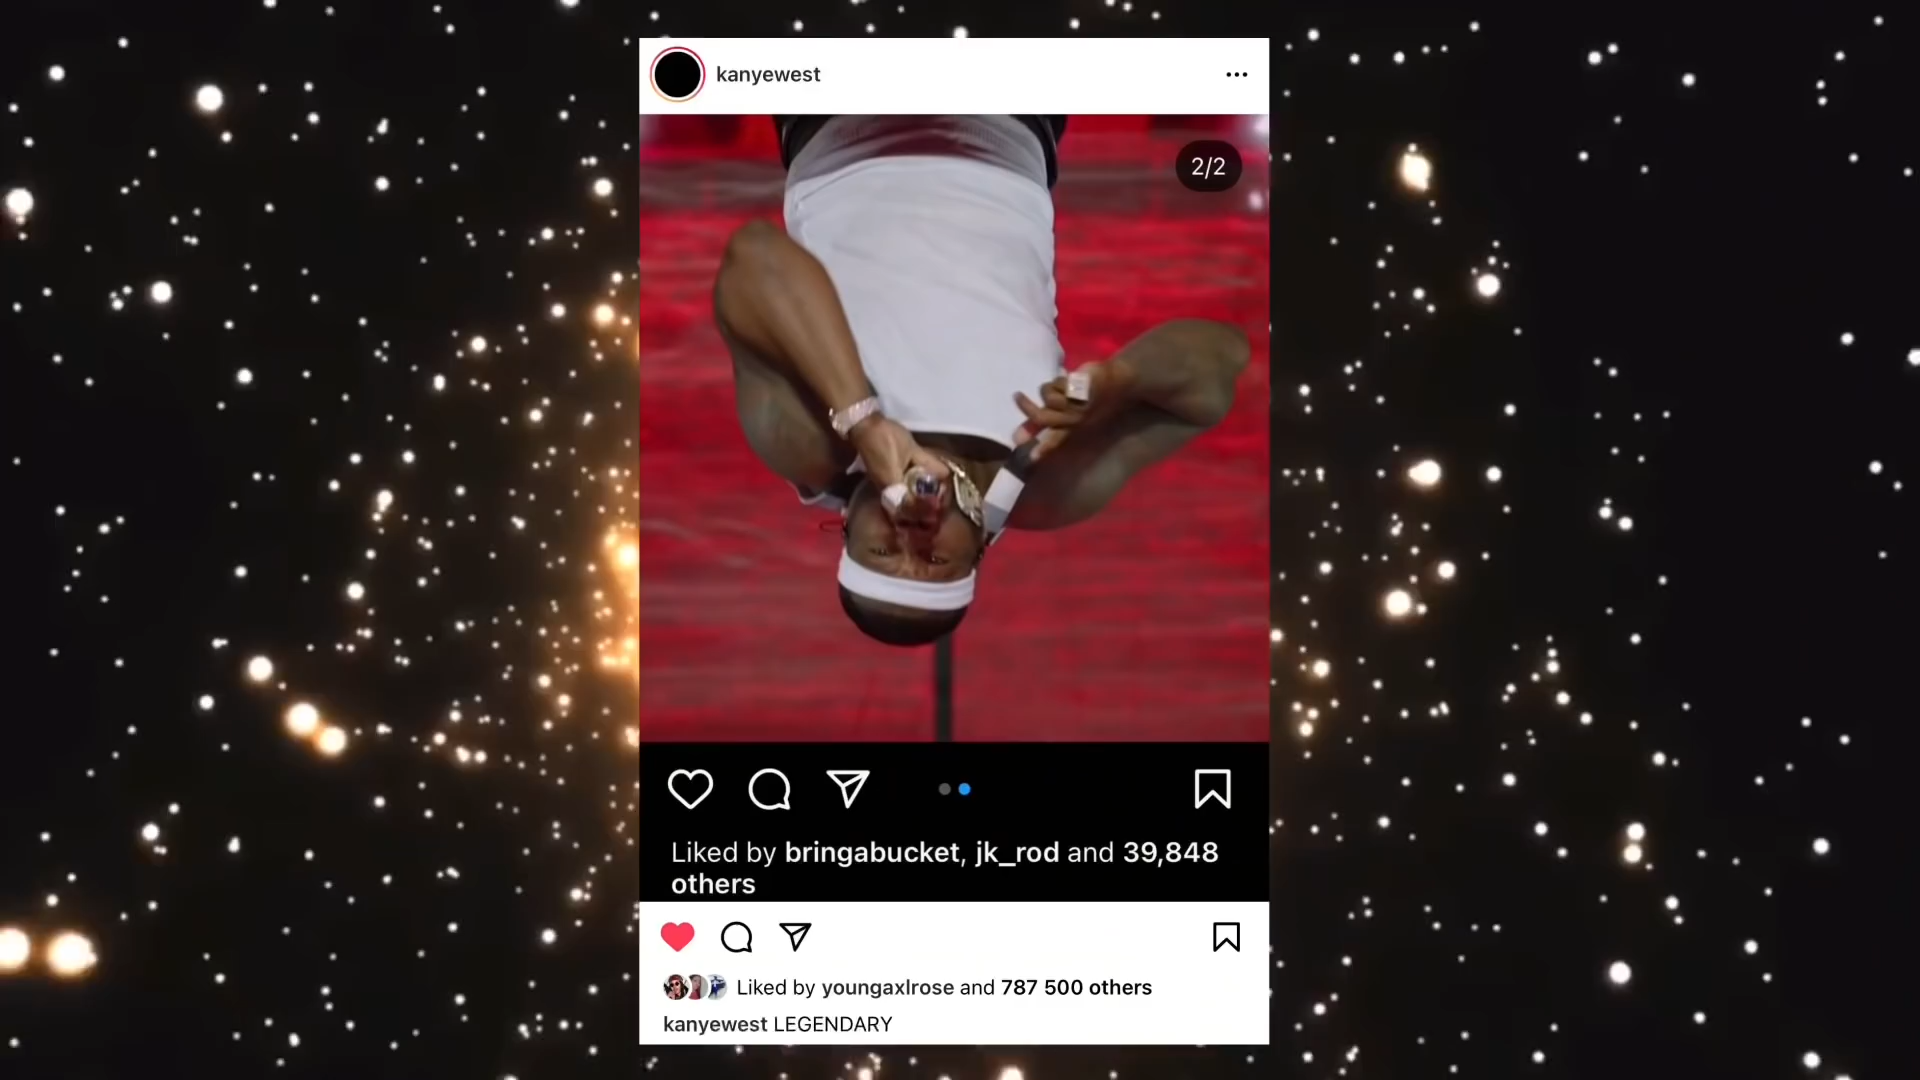 kanyewest
2/2
Liked by bringabucket, jk_rod and 39,848
others
Liked by youngaxlrose and 787 500 others
kanyewest LEGENDARY